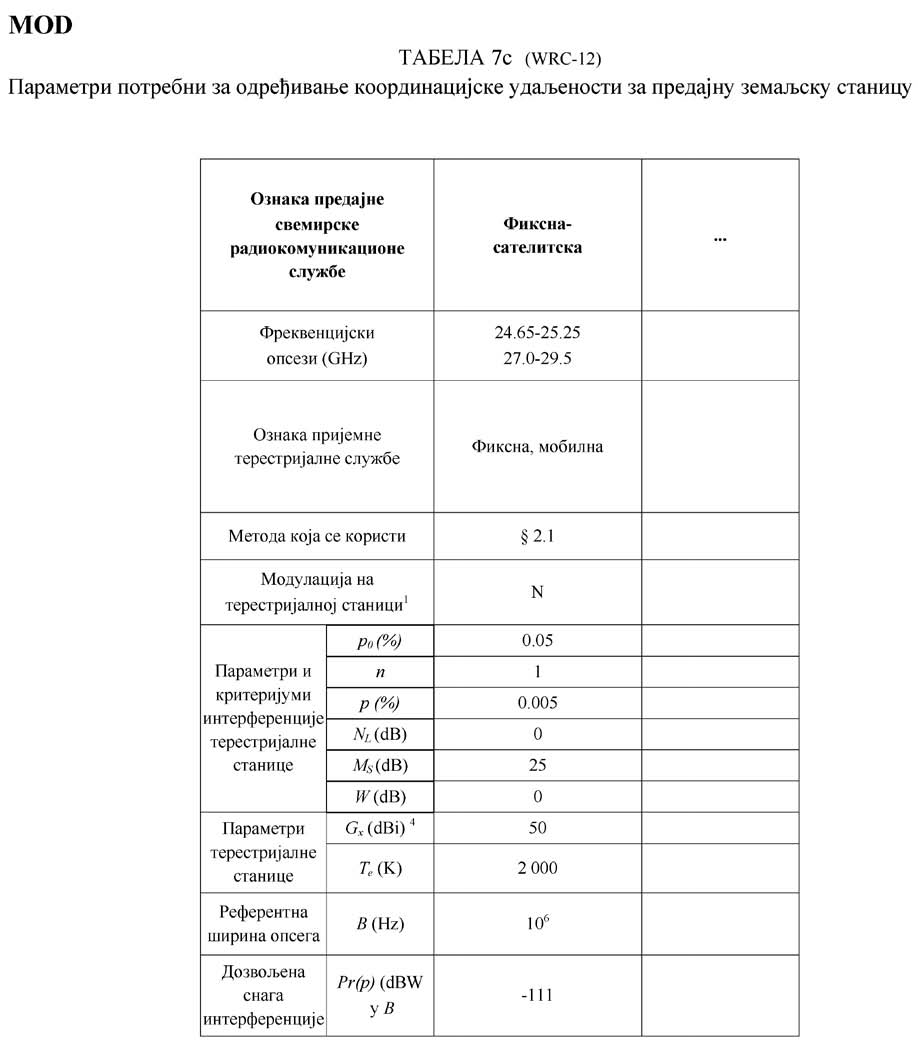 MOD
ТАБЕЛА 7c (WRC-12)
Параметри потребни за одређивање координацијске удаљености за предајну земаљску станицу
Ознака предајне
свемирске
радиокомуникационе
службе
Фиксна-
сателитска
...
Фреквенцијски
опсези (GHz)
24.65-25.25
27.0-29.5
Ознака пријемне
терестријалне службе
Фиксна, мобилна
Метода која се користи
§ 2.1
Модулација на
терестријалној станици¹
N
Параметри и
критеријуми
интерференције
терестријалне
станице
p₀ (%)
0.05
n
1
p (%)
0.005
N_L (dB)
0
M_S (dB)
25
W (dB)
0
Параметри
терестријалне
станице
Gₓ (dBi) ⁴
50
Tₑ (K)
2 000
Референтна
ширина опсега
B (Hz)
10⁶
Дозвољена
снага
интерференције
Pr(p) (dBW
у B
-111